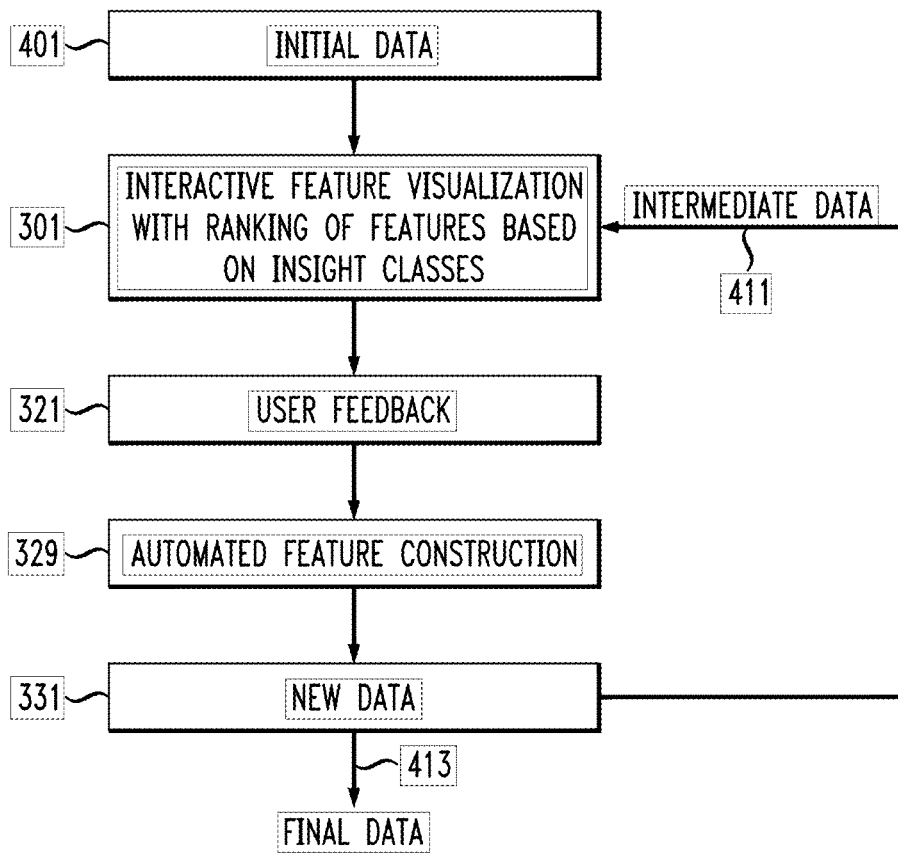 401
INITIAL DATA
301
INTERACTIVE FEATURE VISUALIZATION
WITH RANKING OF FEATURES BASED
ON INSIGHT CLASSES
INTERMEDIATE DATA
411
321
USER FEEDBACK
329
AUTOMATED FEATURE CONSTRUCTION
331
NEW DATA
413
FINAL DATA